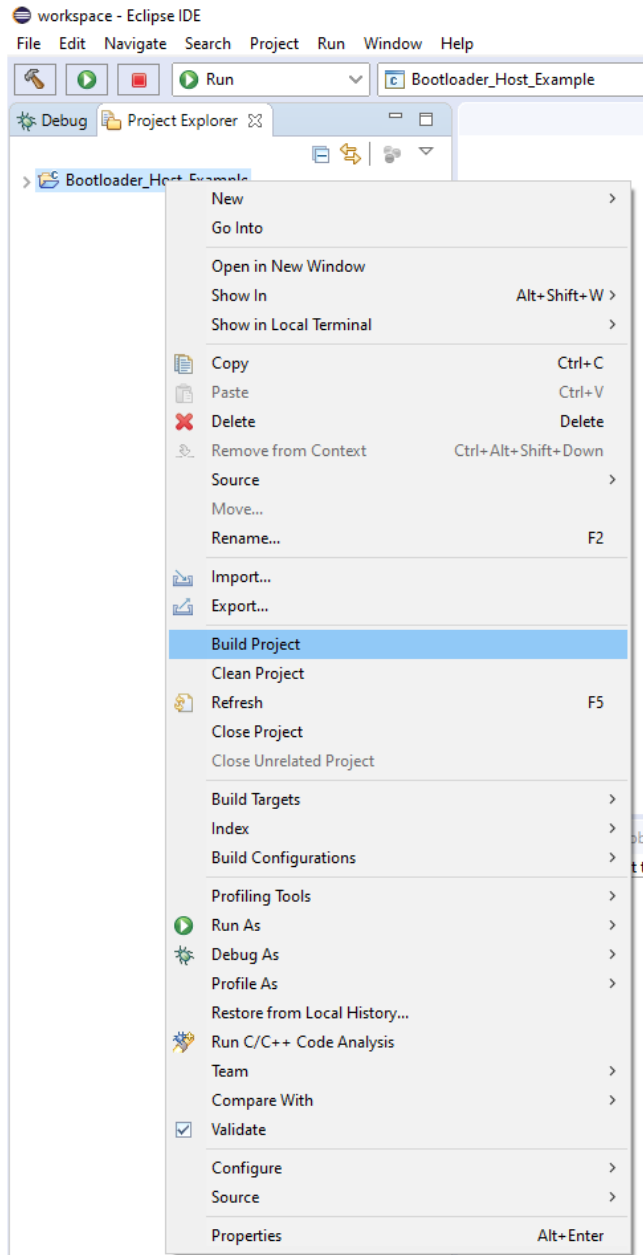 workspace - Eclipse IDE
File Edit Navigate Search Project Run Window Help
Run Bootloader_Host_Example
Debug Project Explorer
Bootloader_Host_Example
New
Go Into
Open in New Window
Show In Alt+Shift+W
Show in Local Terminal
Copy Ctrl+C
Paste Ctrl+V
Delete Delete
Remove from Context Ctrl+Alt+Shift+Down
Source
Move...
Rename... F2
Import...
Export...
Build Project
Clean Project
Refresh F5
Close Project
Close Unrelated Project
Build Targets
Index
Build Configurations
Profiling Tools
Run As
Debug As
Profile As
Restore from Local History...
Run C/C++ Code Analysis
Team
Compare With
Validate
Configure
Source
Properties Alt+Enter